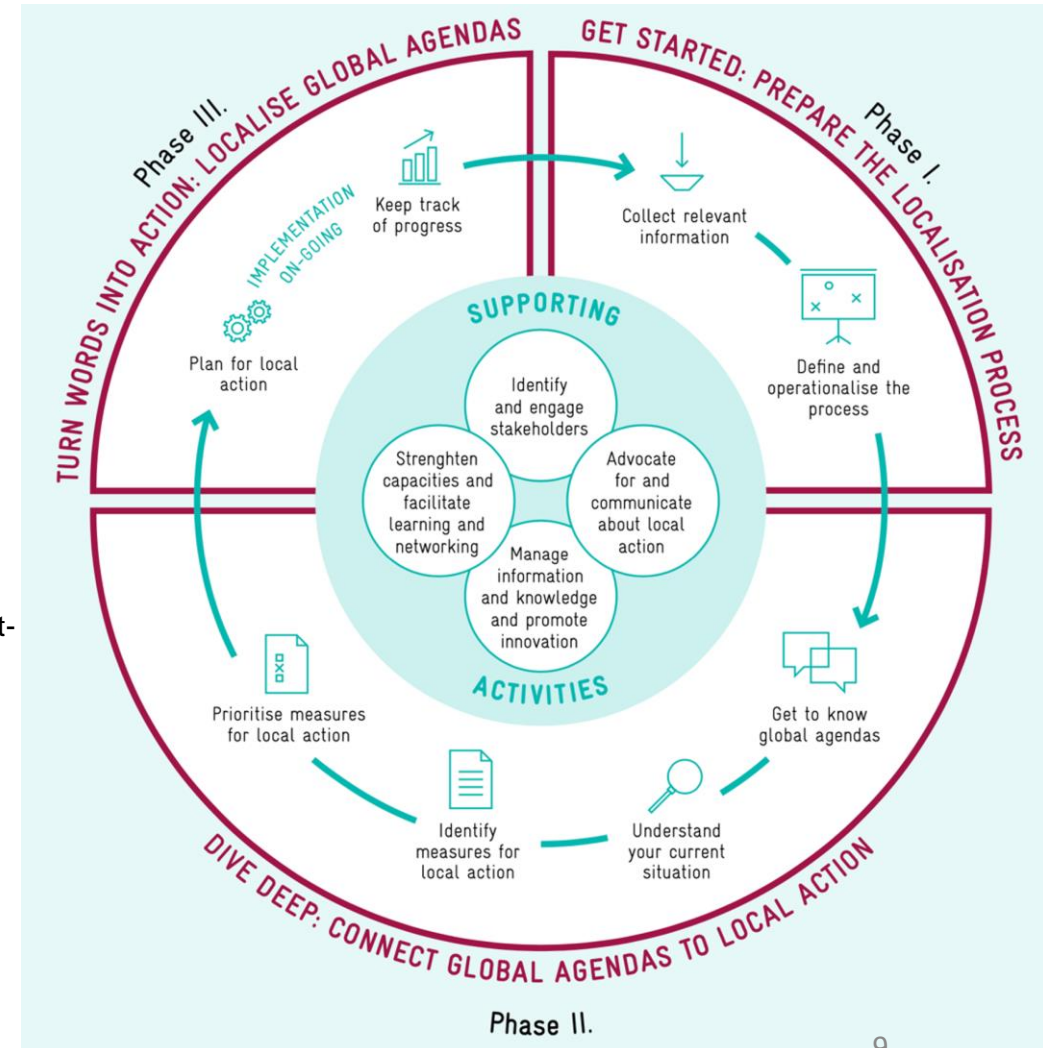 GET STARTED: PREPARE THE LOCALISATION PROCESS
Phase I.
Collect relevant
information
Define and
operationalise the
process
DIVE DEEP: CONNECT GLOBAL AGENDAS TO LOCAL ACTION
Phase II.
Get to know
global agendas
Understand
your current
situation
Identify
measures for
local action
Prioritise measures
for local action
TURN WORDS INTO ACTION: LOCALISE GLOBAL AGENDAS
Phase III.
Plan for local
action
IMPLEMENTATION
ON-GOING
Keep track
of progress
SUPPORTING
Identify
and engage
stakeholders
Strenghten
capacities and
facilitate
learning and
networking
Advocate
for and
communicate
about local
action
Manage
information
and knowledge
and promote
innovation
ACTIVITIES
t-
9